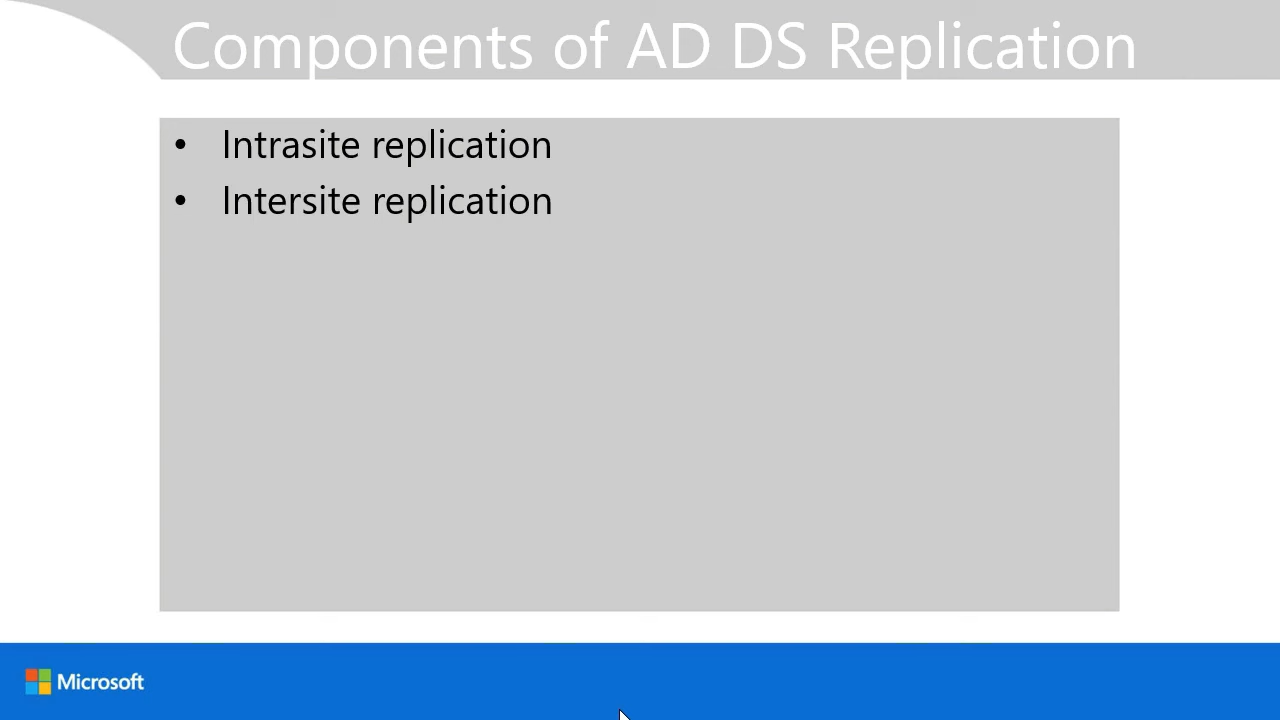 Components of AD DS Replication
• Intrasite replication
• Intersite replication
Microsoft